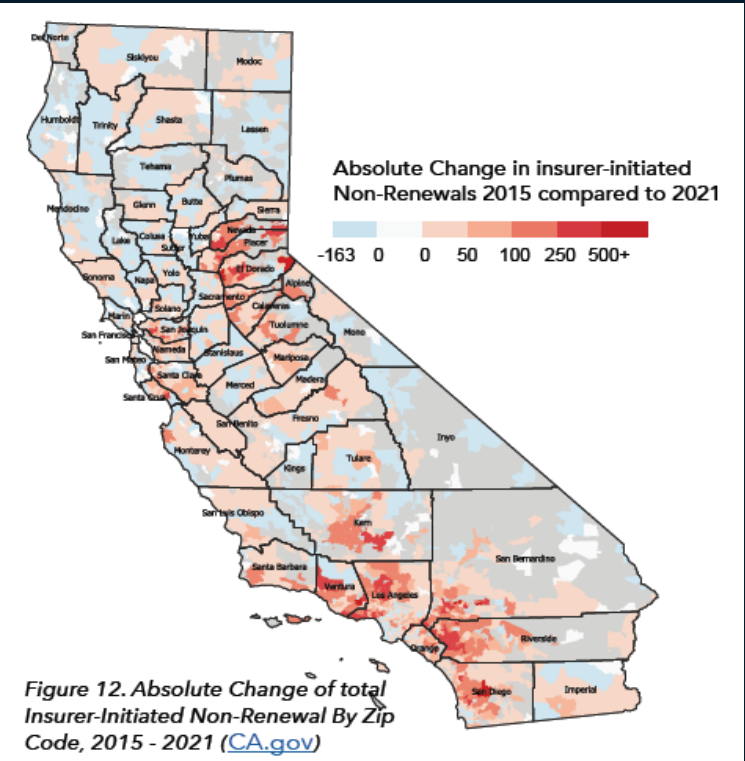 Absolute Change in insurer-initiated
Non-Renewals 2015 compared to 2021
-163 0 0 50 100 250 500+
Del Norte
Siskiyou
Modoc
Humboldt
Trinity
Shasta
Lassen
Tehama
Plumas
Mendocino
Glenn
Butte
Sierra
Lake
Colusa
Sutter
Yuba
Nevada
Placer
Sonoma
Napa
Yolo
El Dorado
Alpine
Sacramento
Marin
Solano
Calaveras
San Francisco
San Joaquin
Tuolumne
Mono
Alameda
San Mateo
Stanislaus
Mariposa
Santa Clara
Merced
Madera
Santa Cruz
San Benito
Fresno
Inyo
Monterey
Kings
Tulare
San Luis Obispo
Kern
San Bernardino
Santa Barbara
Ventura
Los Angeles
Orange
Riverside
San Diego
Imperial
Figure 12. Absolute Change of total
Insurer-Initiated Non-Renewal By Zip
Code, 2015 - 2021 (CA.gov)